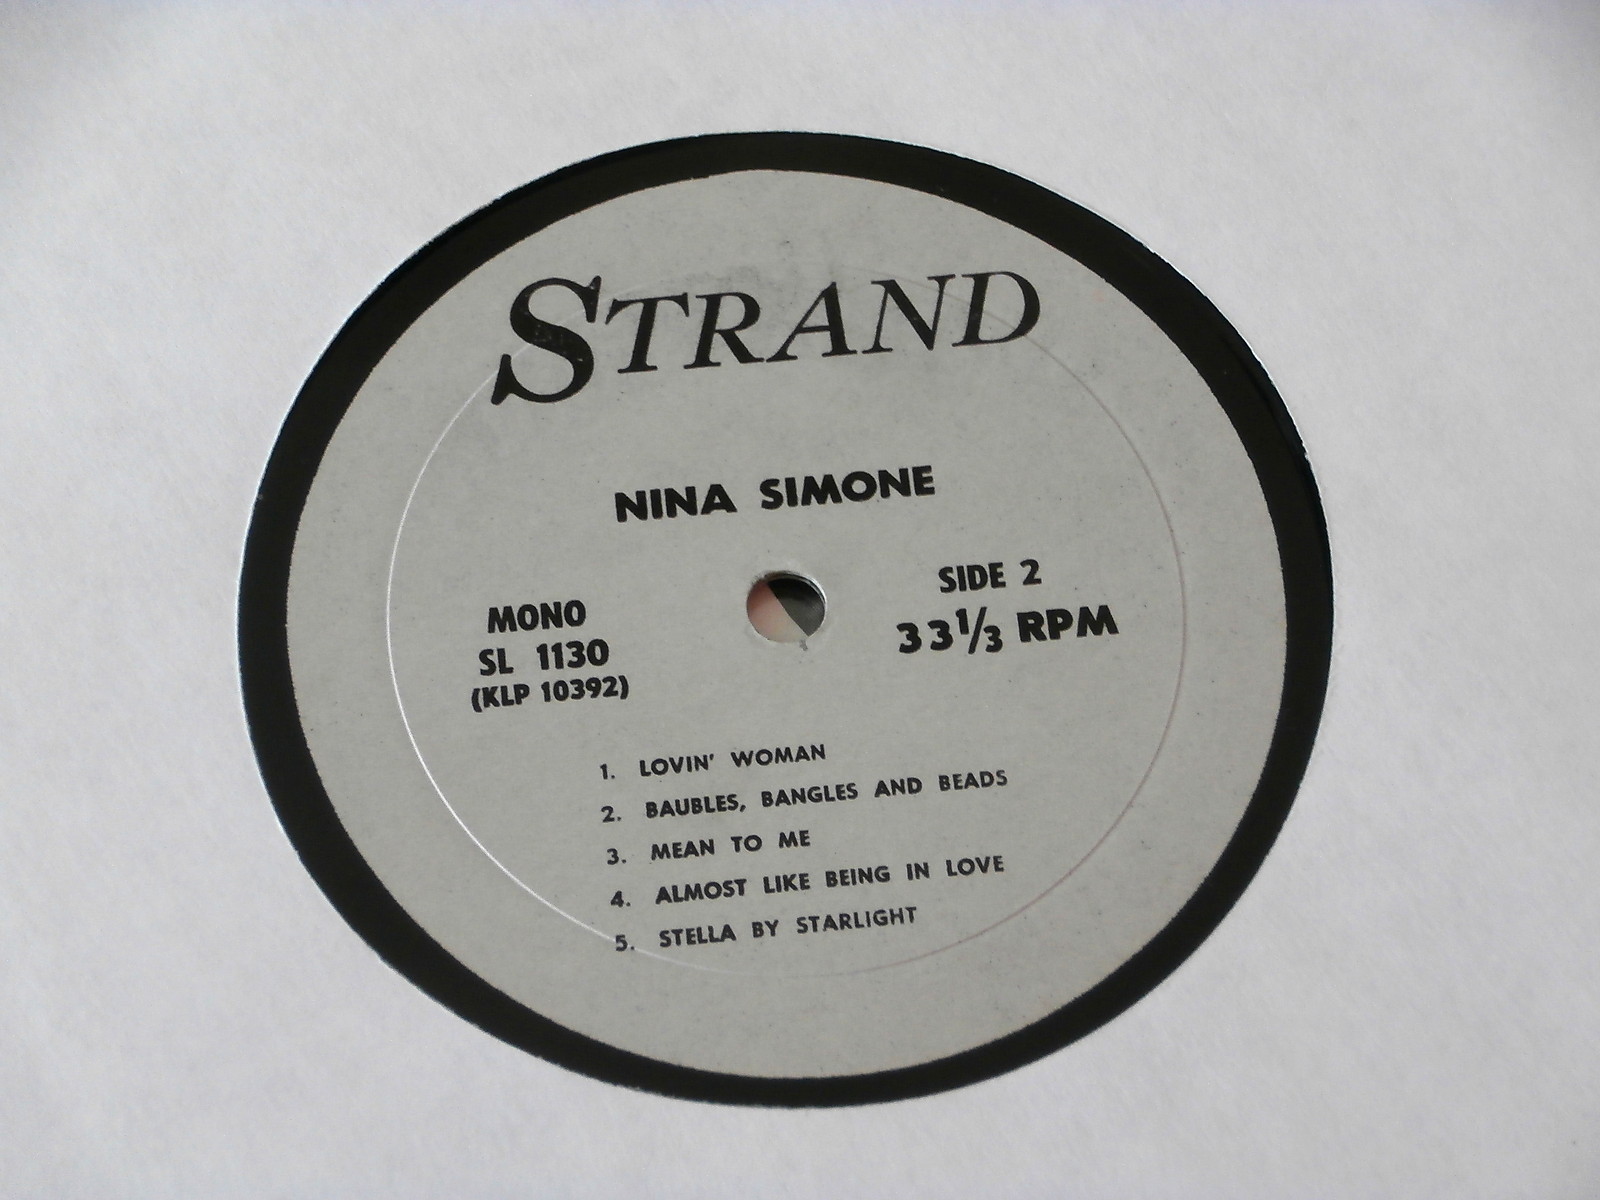 STRAND
NINA SIMONE
SIDE 2
33⅓ RPM
MONO
SL 1130
(KLP 10392)
1. LOVIN' WOMAN
2. BAUBLES, BANGLES AND BEADS
3. MEAN TO ME
4. ALMOST LIKE BEING IN LOVE
5. STELLA BY STARLIGHT